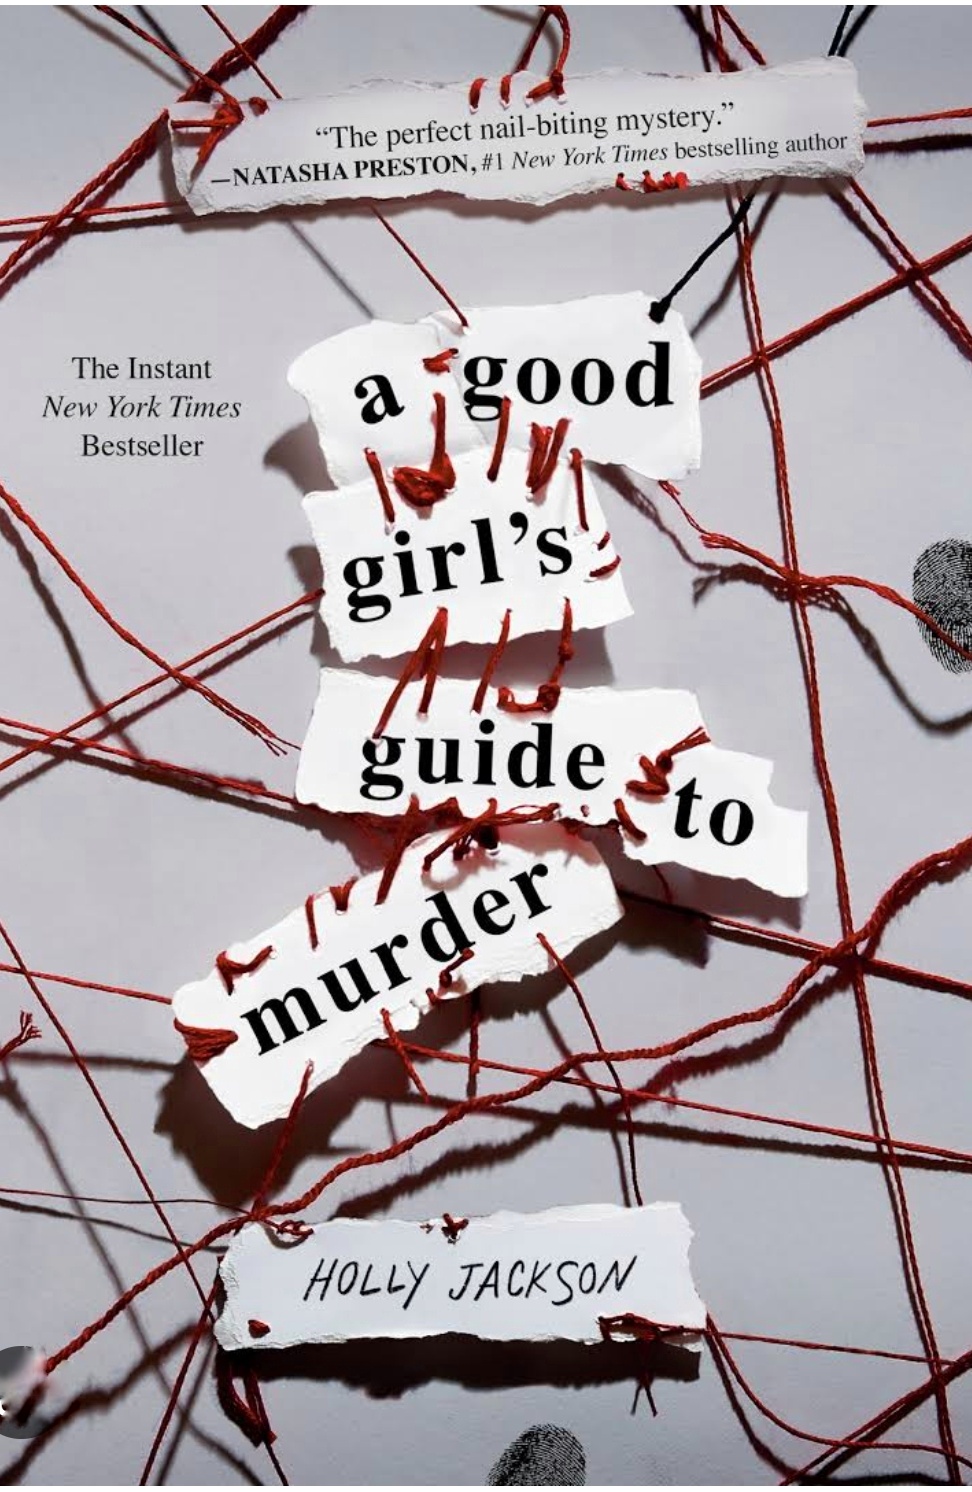 “The perfect nail-biting mystery.”
—NATASHA PRESTON, #1 New York Times bestselling author
The Instant
New York Times
Bestseller
a good
girl’s
guide to
murder
HOLLY JACKSON